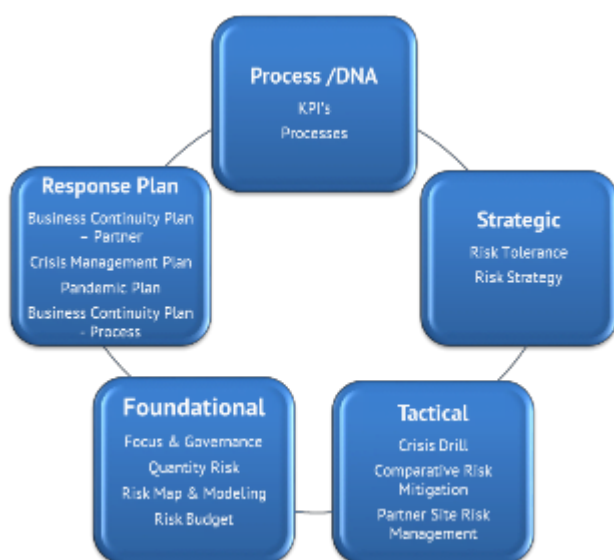 Process /DNA
KPI's
Processes
Strategic
Risk Tolerance
Risk Strategy
Tactical
Crisis Drill
Comparative Risk
Mitigation
Partner Site Risk
Management
Foundational
Focus & Governance
Quantity Risk
Risk Map & Modeling
Risk Budget
Response Plan
Business Continuity Plan
– Partner
Crisis Management Plan
Pandemic Plan
Business Continuity Plan
- Process